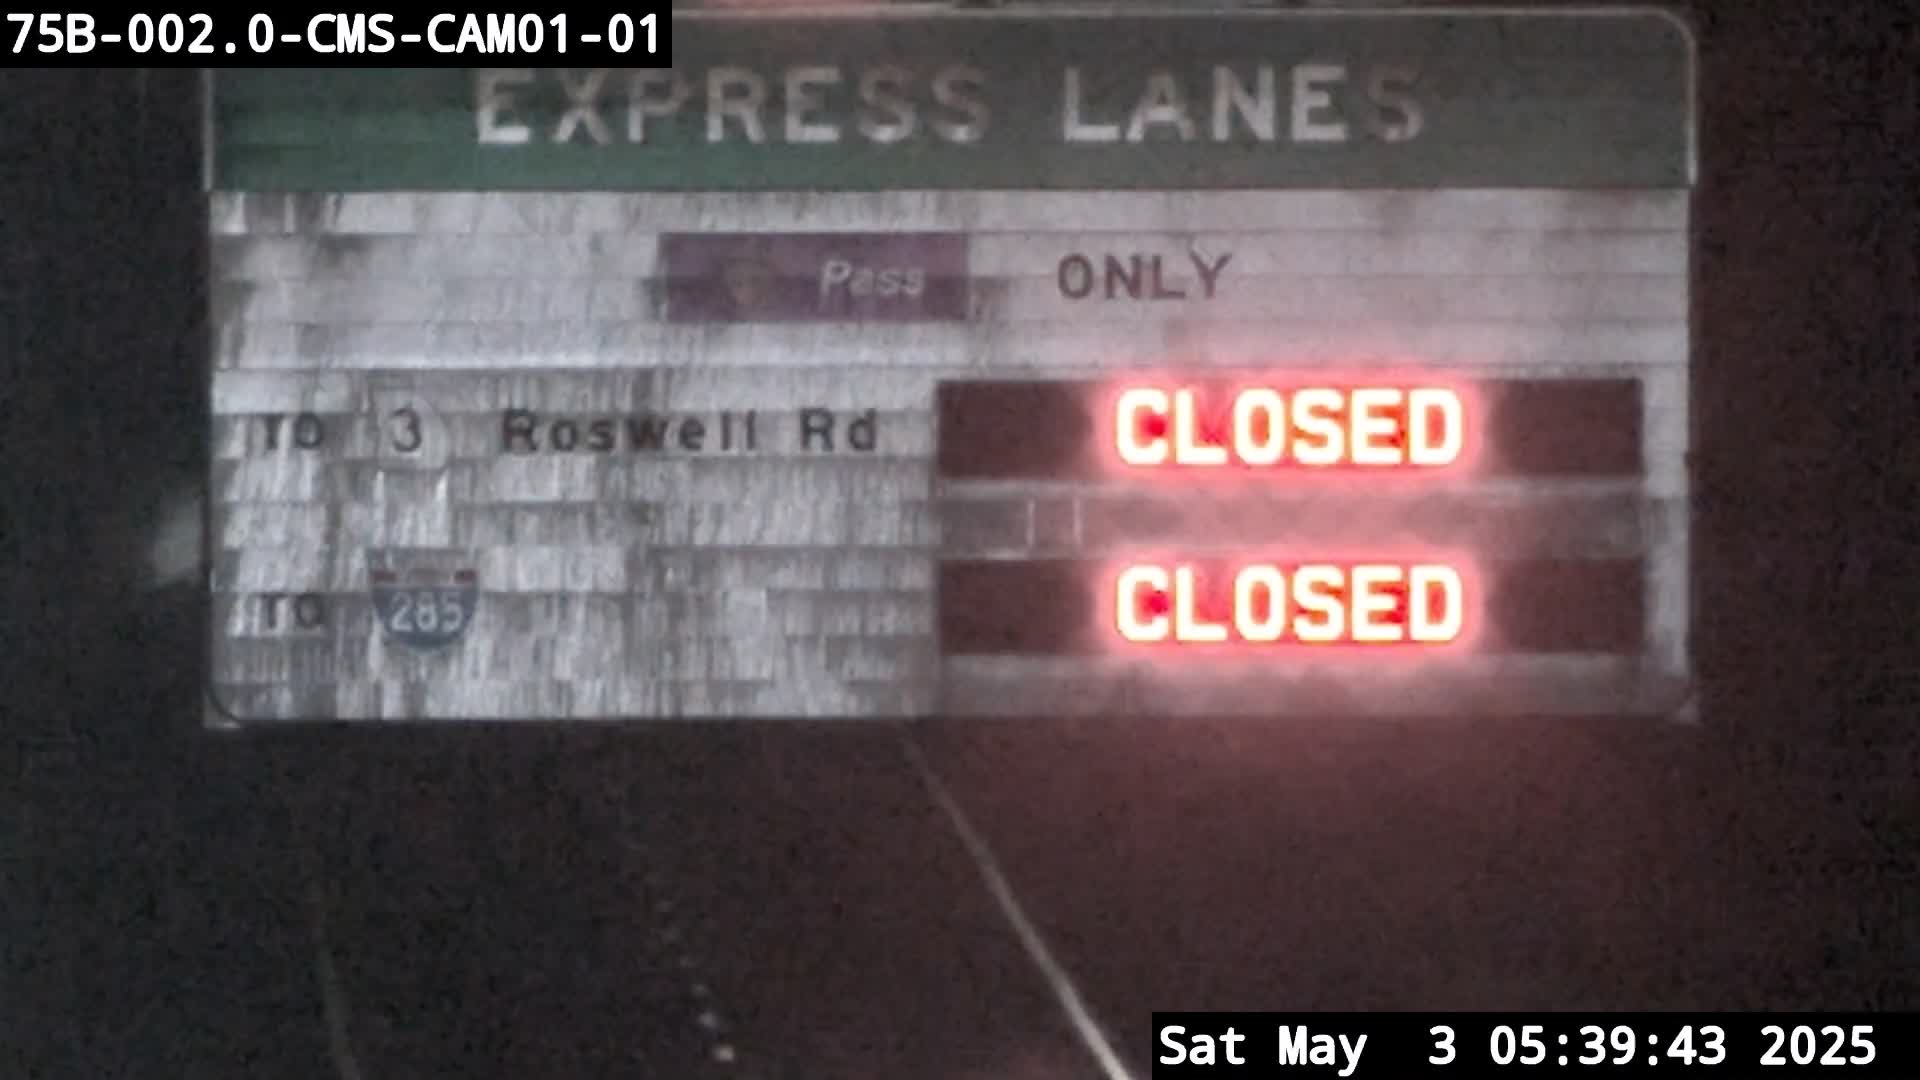 75B-002.0-CMS-CAM01-01
EXPRESS LANES
Pass ONLY
TO 3 Roswell Rd CLOSED
TO 285 CLOSED
Sat May 3 05:39:43 2025